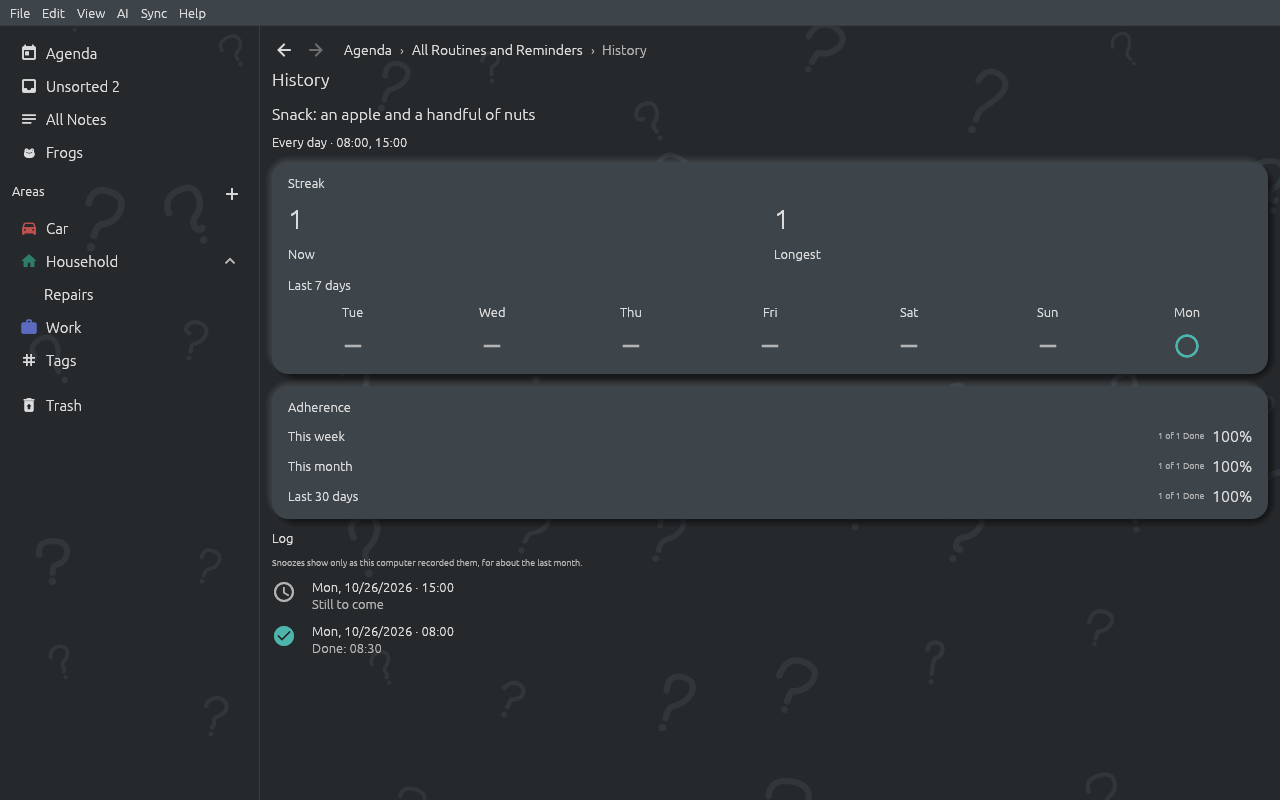 File Edit View AI Sync Help
Agenda
Unsorted 2
All Notes
Frogs
Areas
Car
Household
Repairs
Work
Tags
Trash
Agenda › All Routines and Reminders › History
History
Snack: an apple and a handful of nuts
Every day · 08:00, 15:00
Streak
1 1
Now Longest
Last 7 days
Tue Wed Thu Fri Sat Sun Mon
Adherence
This week 1 of 1 Done 100%
This month 1 of 1 Done 100%
Last 30 days 1 of 1 Done 100%
Log
Snoozes show only as this computer recorded them, for about the last month.
Mon, 10/26/2026 · 15:00
Still to come
Mon, 10/26/2026 · 08:00
Done: 08:30